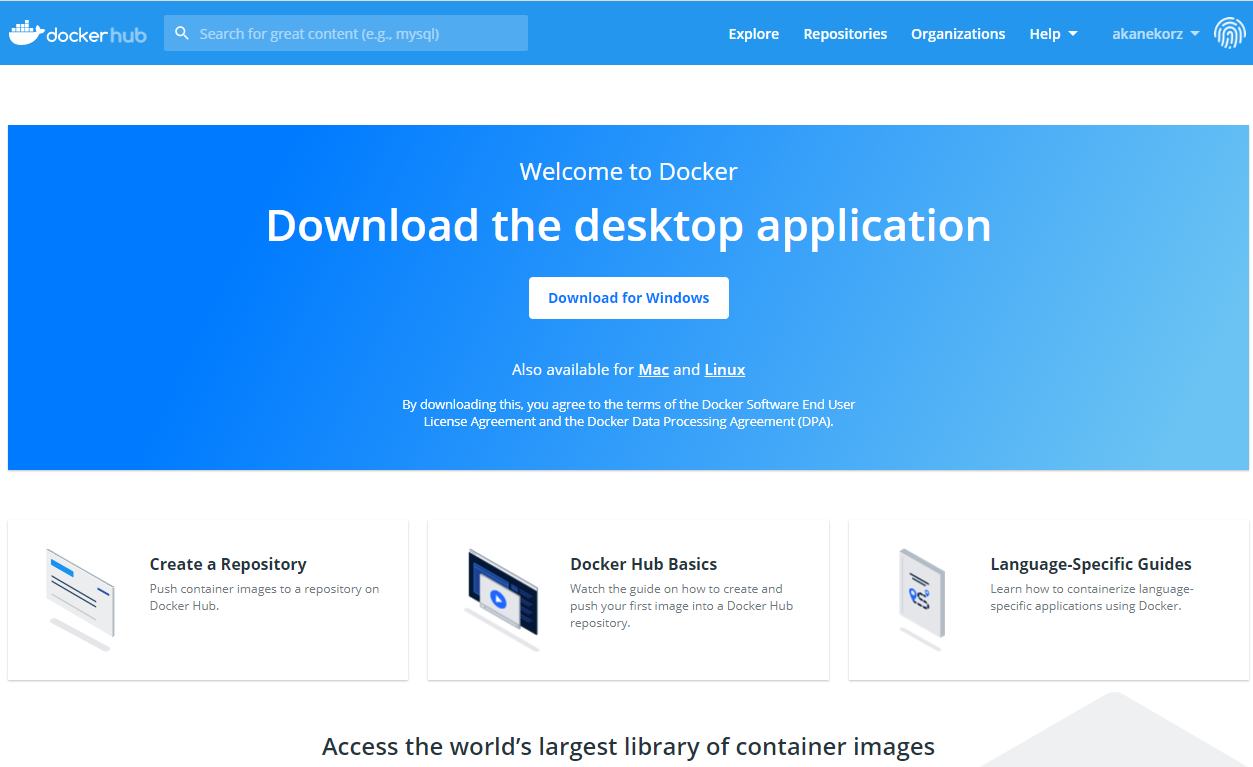 dockerhub
Search for great content (e.g., mysql)
Explore
Repositories
Organizations
Help
akanekorz
Welcome to Docker
Download the desktop application
Download for Windows
Also available for Mac and Linux
By downloading this, you agree to the terms of the Docker Software End User
License Agreement and the Docker Data Processing Agreement (DPA).
Create a Repository
Push container images to a repository on
Docker Hub.
Docker Hub Basics
Watch the guide on how to create and
push your first image into a Docker Hub
repository.
Language-Specific Guides
Learn how to containerize language-
specific applications using Docker.
Access the world’s largest library of container images